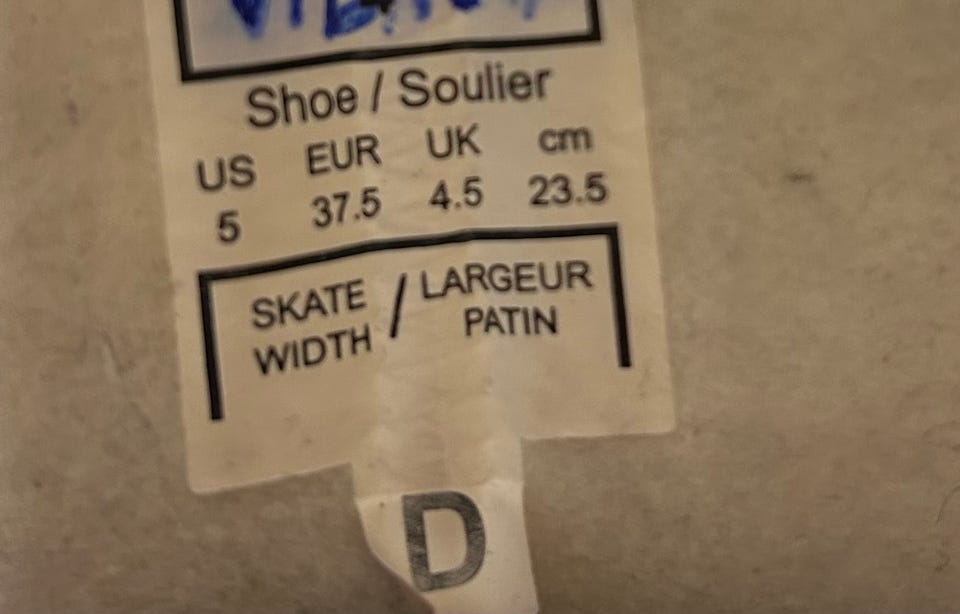 Shoe / Soulier
US EUR UK cm
5 37.5 4.5 23.5
SKATE WIDTH / LARGEUR PATIN
D